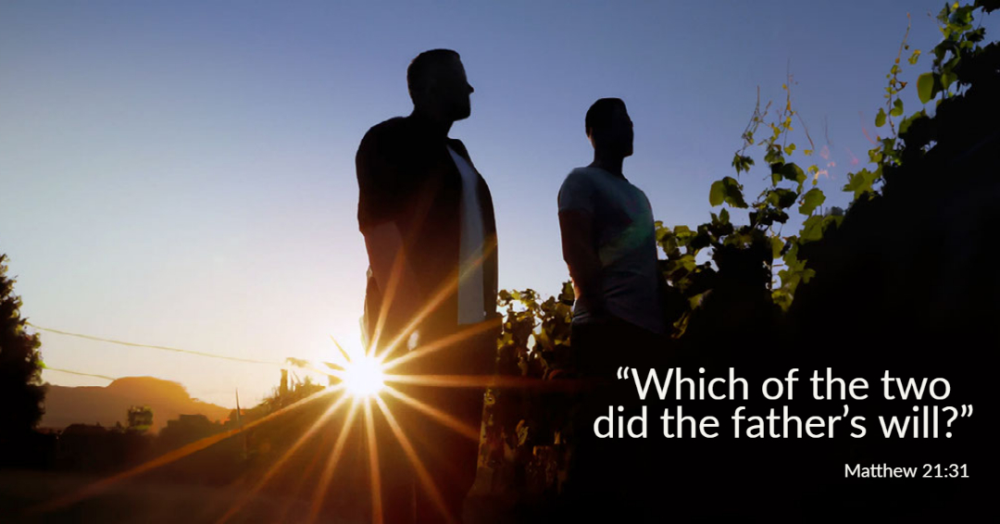 “Which of the two
did the father’s will?”
Matthew 21:31